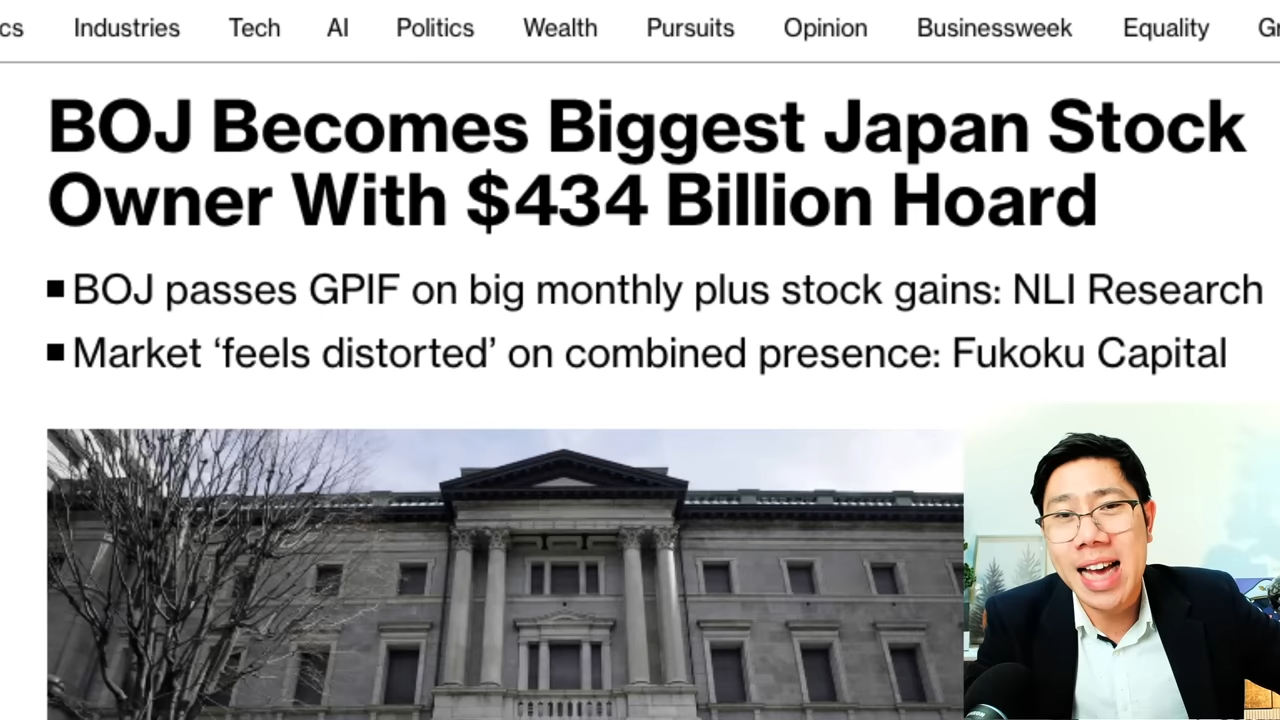 Industries Tech AI Politics Wealth Pursuits Opinion Businessweek Equality
BOJ Becomes Biggest Japan Stock
Owner With $434 Billion Hoard
■ BOJ passes GPIF on big monthly plus stock gains: NLI Research
■ Market ‘feels distorted’ on combined presence: Fukoku Capital